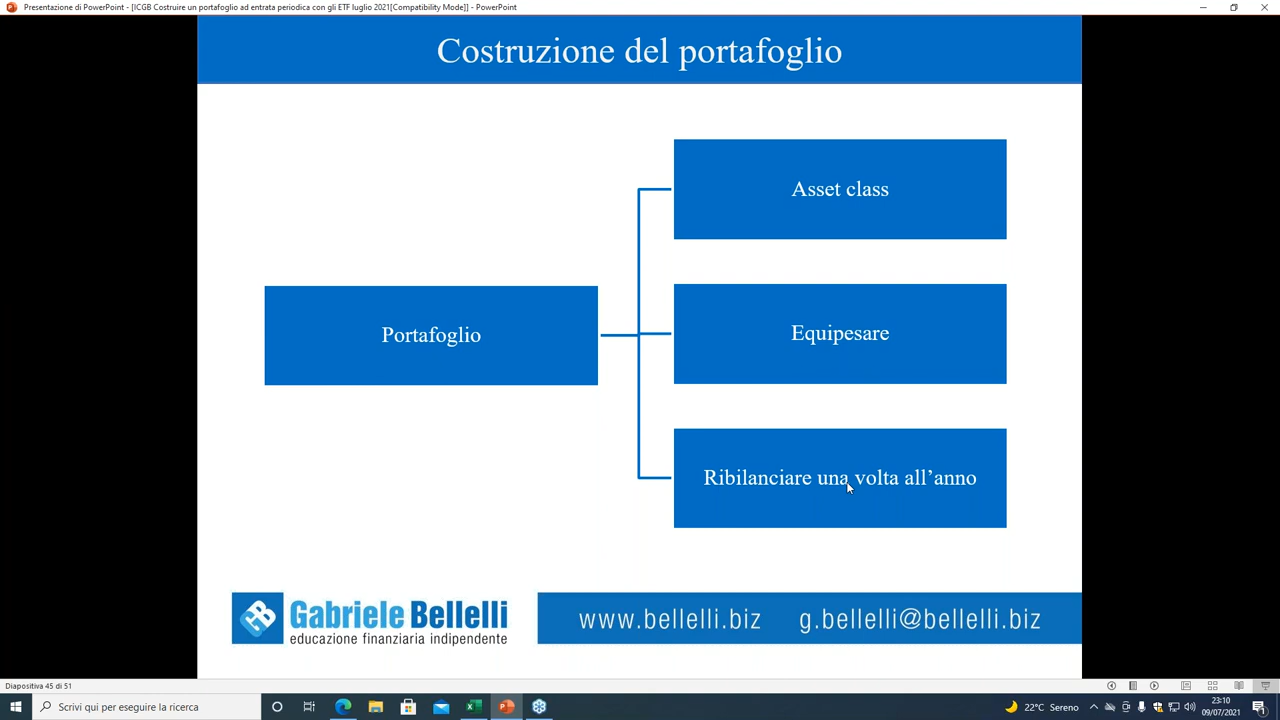 Presentazione di PowerPoint - [ICGB Costruire un portafoglio ad entrata periodica con gli ETF luglio 2021[Compatibility Mode]] - PowerPoint
Costruzione del portafoglio
Asset class
Portafoglio
Equipesare
Ribilanciare una volta all’anno
Gabriele Bellelli
educazione finanziaria indipendente
www.bellelli.biz g.bellelli@bellelli.biz
Diapositiva 45 di 51
Scrivi qui per eseguire la ricerca
22°C Sereno
23:10
09/07/2021